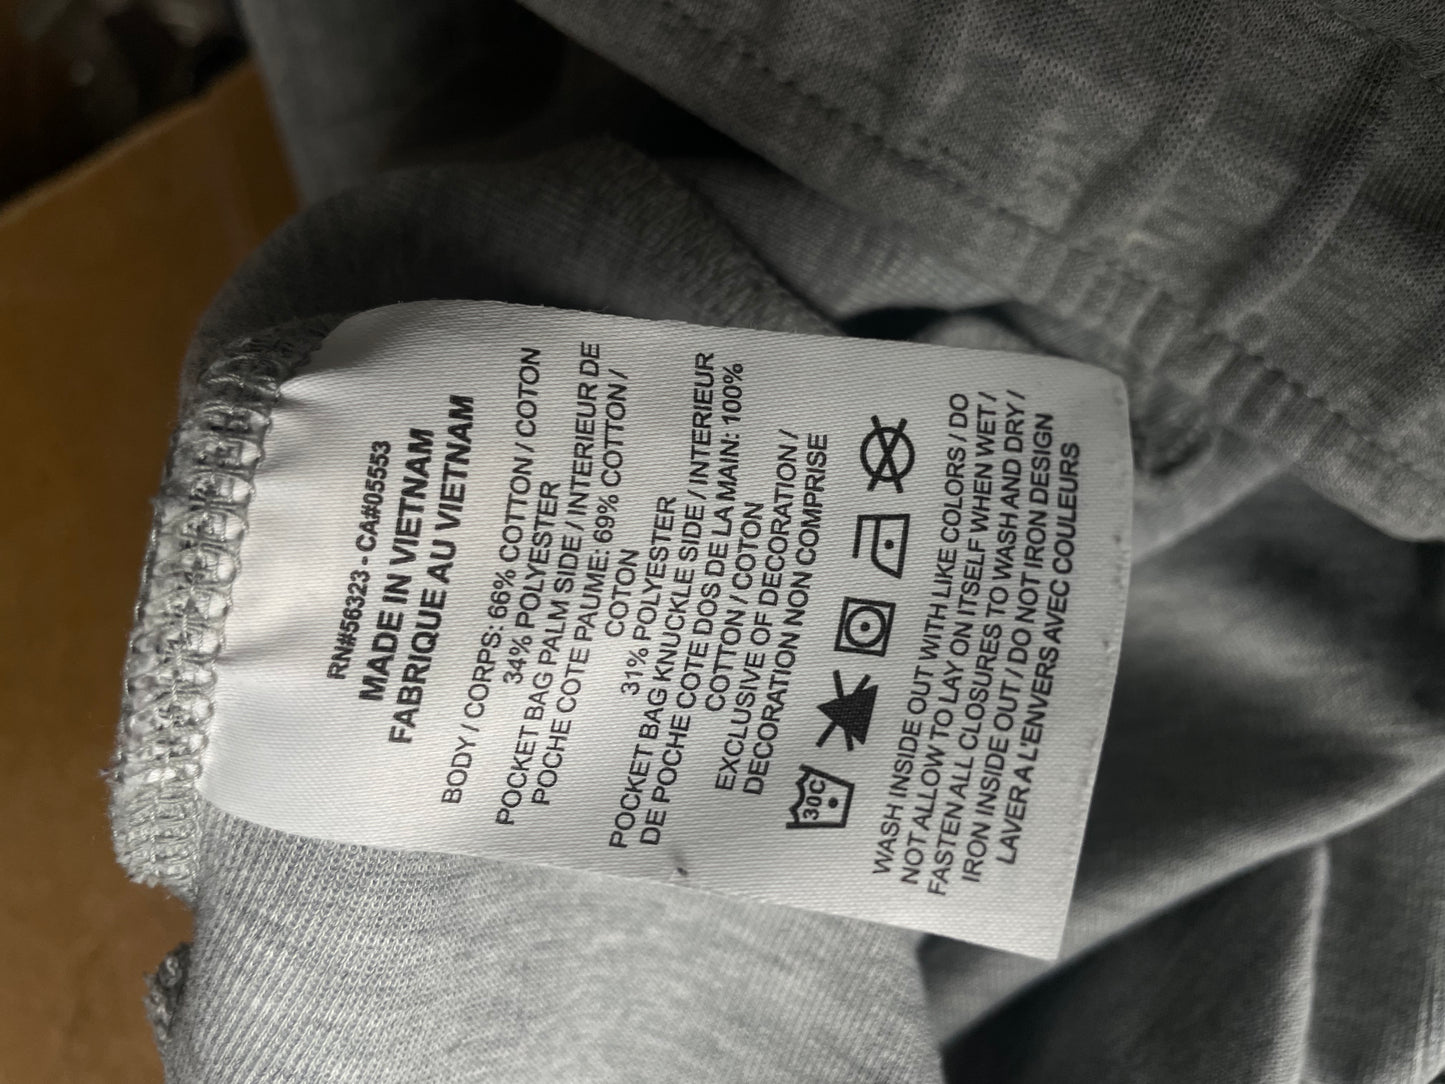 RN#56323 - CA#05553
MADE IN VIETNAM
FABRIQUE AU VIETNAM
BODY / CORPS: 66% COTTON / COTON
34% POLYESTER
POCKET BAG PALM SIDE / INTERIEUR DE
POCHE COTE PAUME: 69% COTTON /
COTON
31% POLYESTER
POCKET BAG KNUCKLE SIDE / INTERIEUR
DE POCHE COTE DOS DE LA MAIN: 100%
COTTON / COTON
EXCLUSIVE OF DECORATION /
DECORATION NON COMPRISE
30C
WASH INSIDE OUT WITH LIKE COLORS / DO
NOT ALLOW TO LAY ON ITSELF WHEN WET /
FASTEN ALL CLOSURES TO WASH AND DRY /
IRON INSIDE OUT / DO NOT IRON DESIGN
LAVER A L'ENVERS AVEC COULEURS